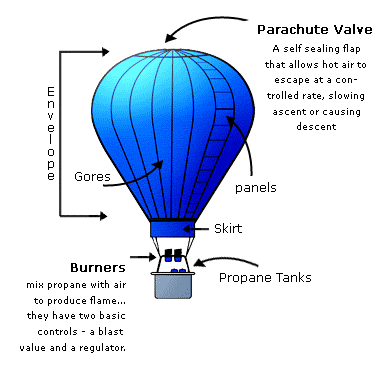 Parachute Valve
A self sealing flap
that allows hot air to
escape at a con-
trolled rate, slowing
ascent or causing
descent
Envelope
Gores
panels
Skirt
Burners
mix propane with air
to produce flame...
they have two basic
controls - a blast
value and a regulator.
Propane Tanks